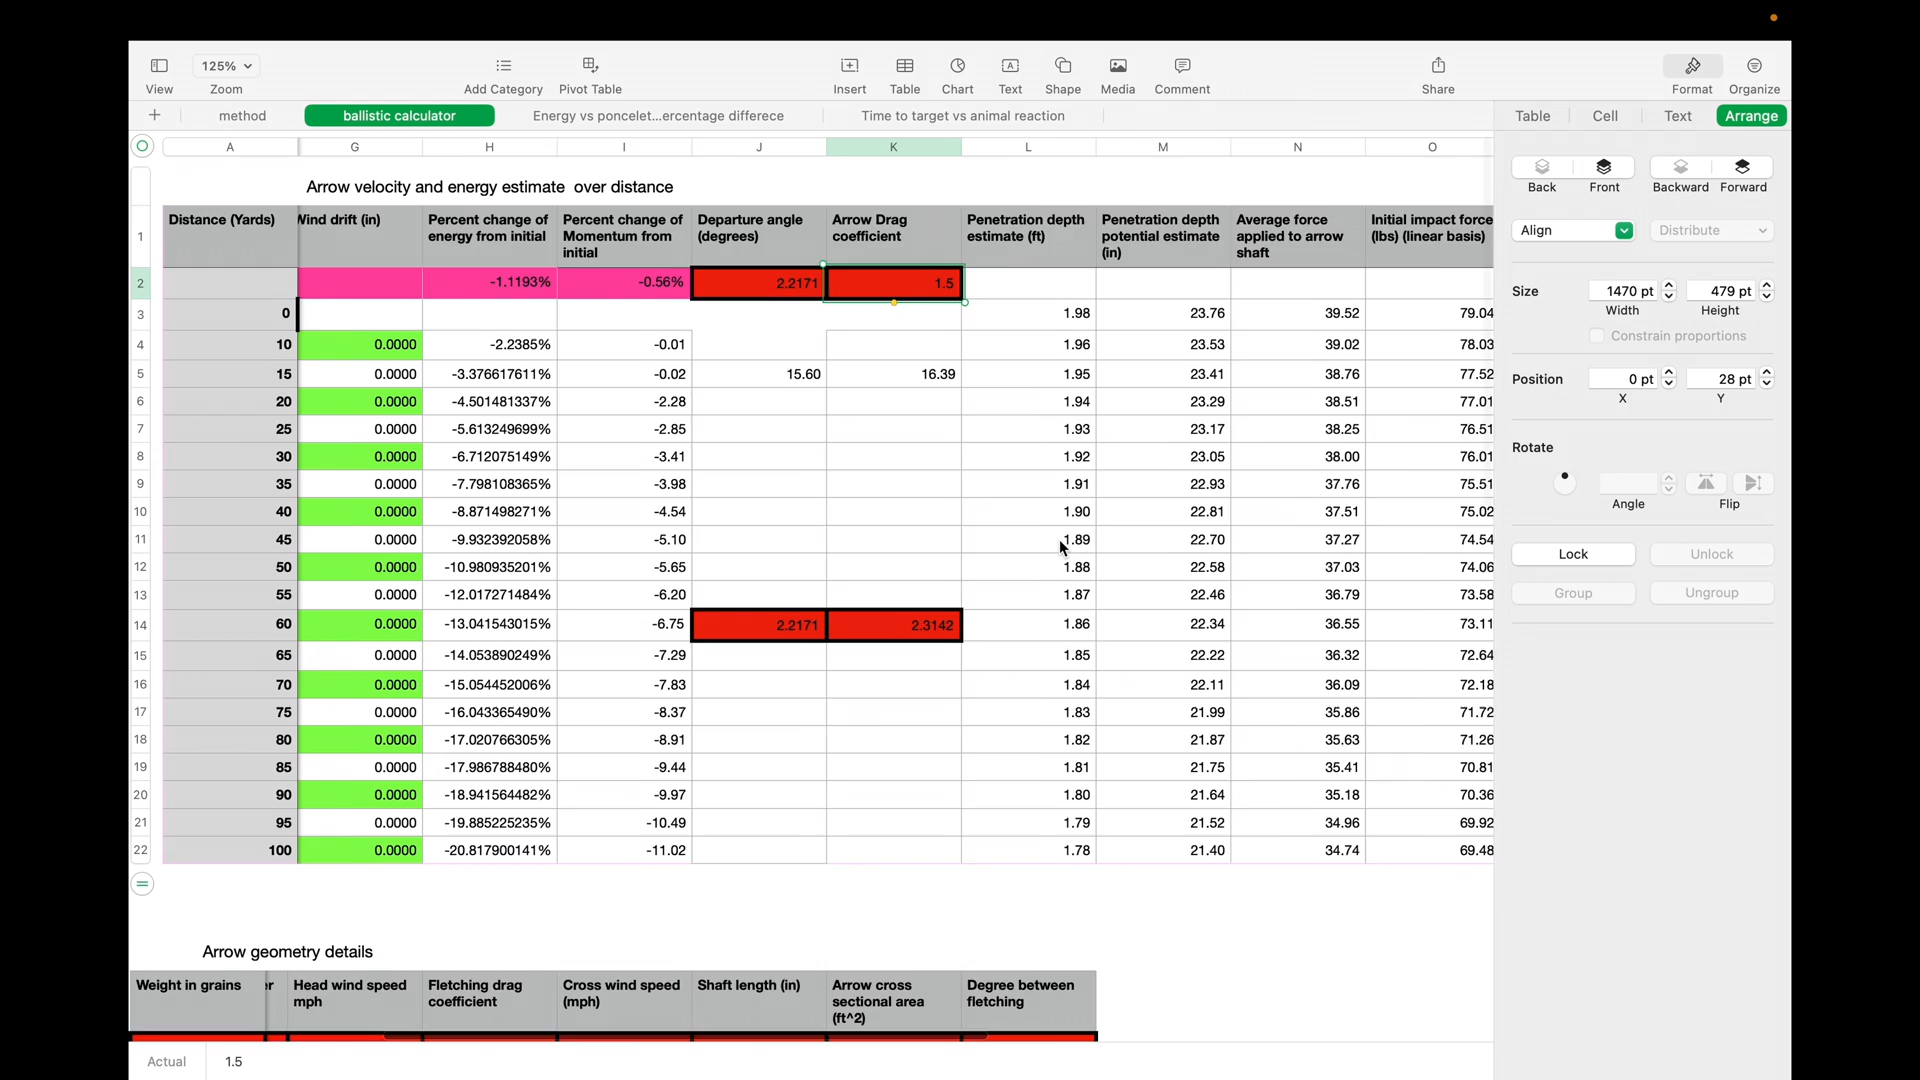 125%
View
Zoom
Add Category
Pivot Table
Insert
Table
Chart
Text
Shape
Media
Comment
Share
Format
Organize
method
ballistic calculator
Energy vs poncelet...ercentage differece
Time to target vs animal reaction
Table
Cell
Text
Arrange
A G H I J K L M N O
Arrow velocity and energy estimate  over distance
1 Distance (Yards) Wind drift (in) Percent change of energy from initial Percent change of Momentum from initial Departure angle (degrees) Arrow Drag coefficient Penetration depth estimate (ft) Penetration depth potential estimate (in) Average force applied to arrow shaft Initial impact force (lbs) (linear basis)
2 -1.1193% -0.56% 2.2171 1.5
3 0 1.98 23.76 39.52 79.04
4 10 0.0000 -2.2385% -0.01 1.96 23.53 39.02 78.03
5 15 0.0000 -3.376617611% -0.02 15.60 16.39 1.95 23.41 38.76 77.52
6 20 0.0000 -4.501481337% -2.28 1.94 23.29 38.51 77.01
7 25 0.0000 -5.613249699% -2.85 1.93 23.17 38.25 76.51
8 30 0.0000 -6.712075149% -3.41 1.92 23.05 38.00 76.01
9 35 0.0000 -7.798108365% -3.98 1.91 22.93 37.76 75.51
10 40 0.0000 -8.871498271% -4.54 1.90 22.81 37.51 75.02
11 45 0.0000 -9.932392058% -5.10 1.89 22.70 37.27 74.54
12 50 0.0000 -10.980935201% -5.65 1.88 22.58 37.03 74.06
13 55 0.0000 -12.017271484% -6.20 1.87 22.46 36.79 73.58
14 60 0.0000 -13.041543015% -6.75 2.2171 2.3142 1.86 22.34 36.55 73.11
15 65 0.0000 -14.053890249% -7.29 1.85 22.22 36.32 72.64
16 70 0.0000 -15.054452006% -7.83 1.84 22.11 36.09 72.18
17 75 0.0000 -16.043365490% -8.37 1.83 21.99 35.86 71.72
18 80 0.0000 -17.020766305% -8.91 1.82 21.87 35.63 71.26
19 85 0.0000 -17.986788480% -9.44 1.81 21.75 35.41 70.81
20 90 0.0000 -18.941564482% -9.97 1.80 21.64 35.18 70.36
21 95 0.0000 -19.885225235% -10.49 1.79 21.52 34.96 69.92
22 100 0.0000 -20.817900141% -11.02 1.78 21.40 34.74 69.48
Arrow geometry details
Weight in grains er Head wind speed mph Fletching drag coefficient Cross wind speed (mph) Shaft length (in) Arrow cross sectional area (ft^2) Degree between fletching
Actual 1.5
Back
Front
Backward
Forward
Align
Distribute
Size 1470 pt 479 pt
Width Height
Constrain proportions
Position 0 pt 28 pt
X Y
Rotate
Angle Flip
Lock Unlock
Group Ungroup